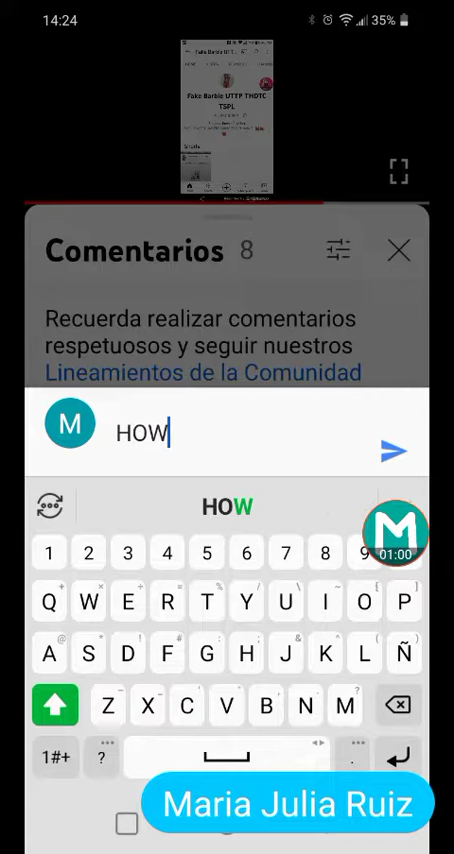 14:24
35%
Fake Barbie UTTP THDTC
TSPL
Comentarios 8
Recuerda realizar comentarios
respetuosos y seguir nuestros
Lineamientos de la Comunidad
M
HOW
HOW
M
01:00
1 2 3 4 5 6 7 8 9
Q W E R T Y U I O P
A S D F G H J K L Ñ
Z X C V B N M
1#+ ? .
Maria Julia Ruiz